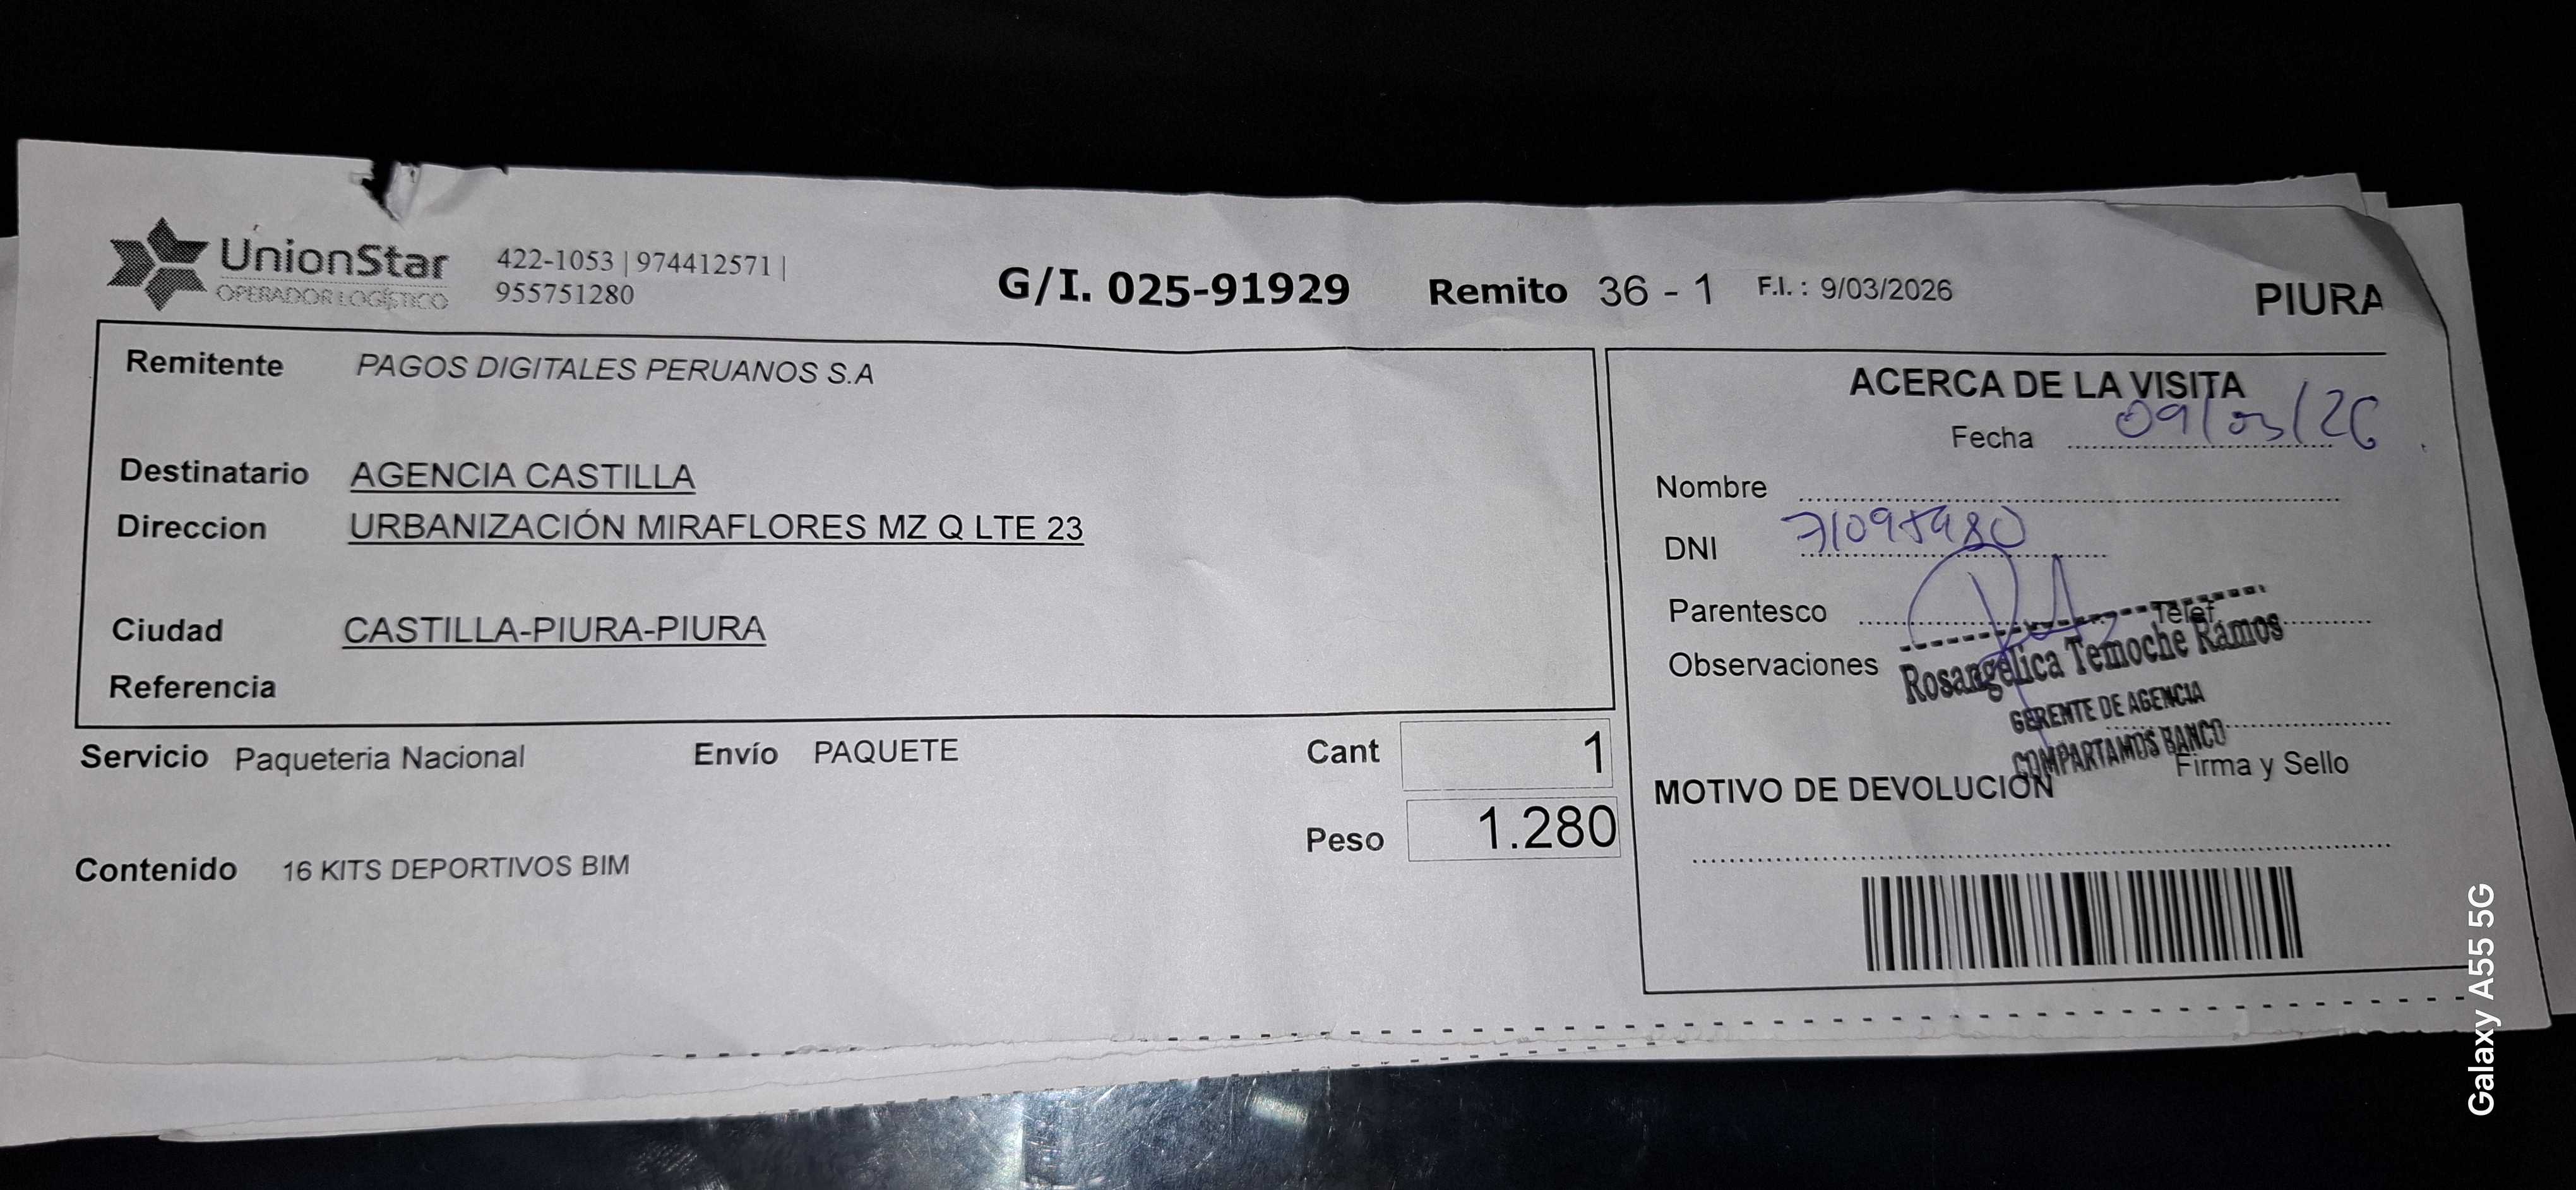 UnionStar
OPERADOR LOGÍSTICO
422-1053 | 974412571 |
955751280
G/I. 025-91929 Remito 36 - 1 F.I. : 9/03/2026 PIURA
Remitente PAGOS DIGITALES PERUANOS S.A
Destinatario AGENCIA CASTILLA
Direccion URBANIZACIÓN MIRAFLORES MZ Q LTE 23
Ciudad CASTILLA-PIURA-PIURA
Referencia
Servicio Paqueteria Nacional Envío PAQUETE Cant 1
Peso 1.280
Contenido 16 KITS DEPORTIVOS BIM
ACERCA DE LA VISITA
Fecha 09/03/26
Nombre
DNI 71095980
Parentesco Telef
Observaciones
Rosangelica Temoche Ramos
GERENTE DE AGENCIA
COMPARTAMOS BANCO
Firma y Sello
MOTIVO DE DEVOLUCIÓN
Galaxy A55 5G